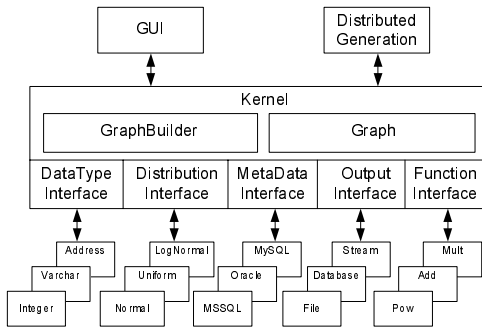 GUI
Distributed
Generation
Kernel
GraphBuilder
Graph
DataType
Interface
Distribution
Interface
MetaData
Interface
Output
Interface
Function
Interface
Address
Varchar
Integer
LogNormal
Uniform
Normal
MySQL
Oracle
MSSQL
Stream
Database
File
Mult
Add
Pow